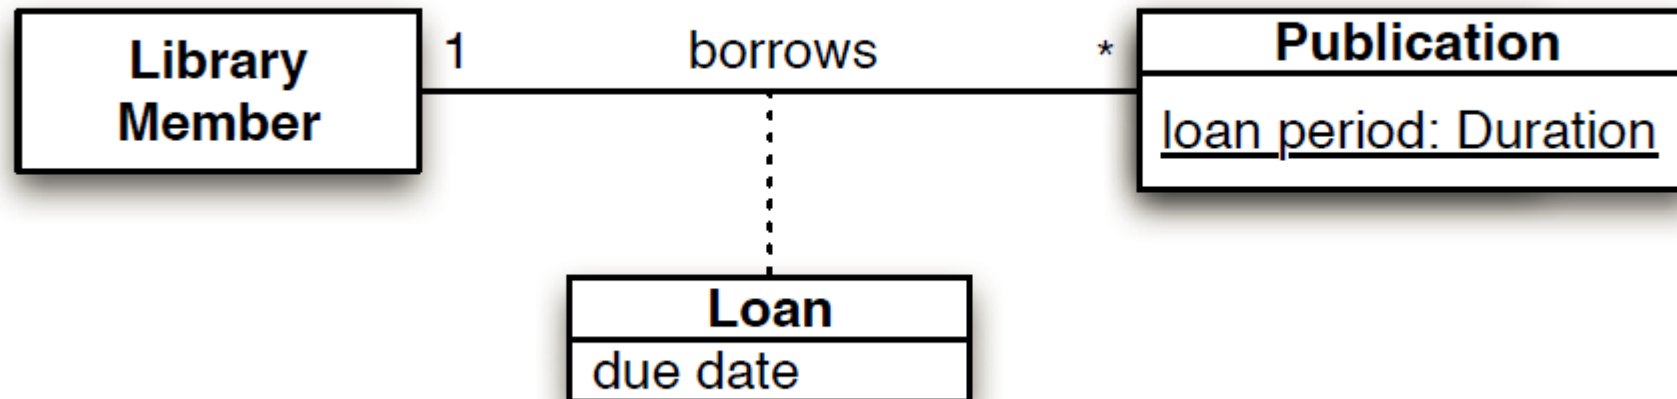 Library
Member
1
borrows
*
Publication
loan period: Duration
Loan
due date